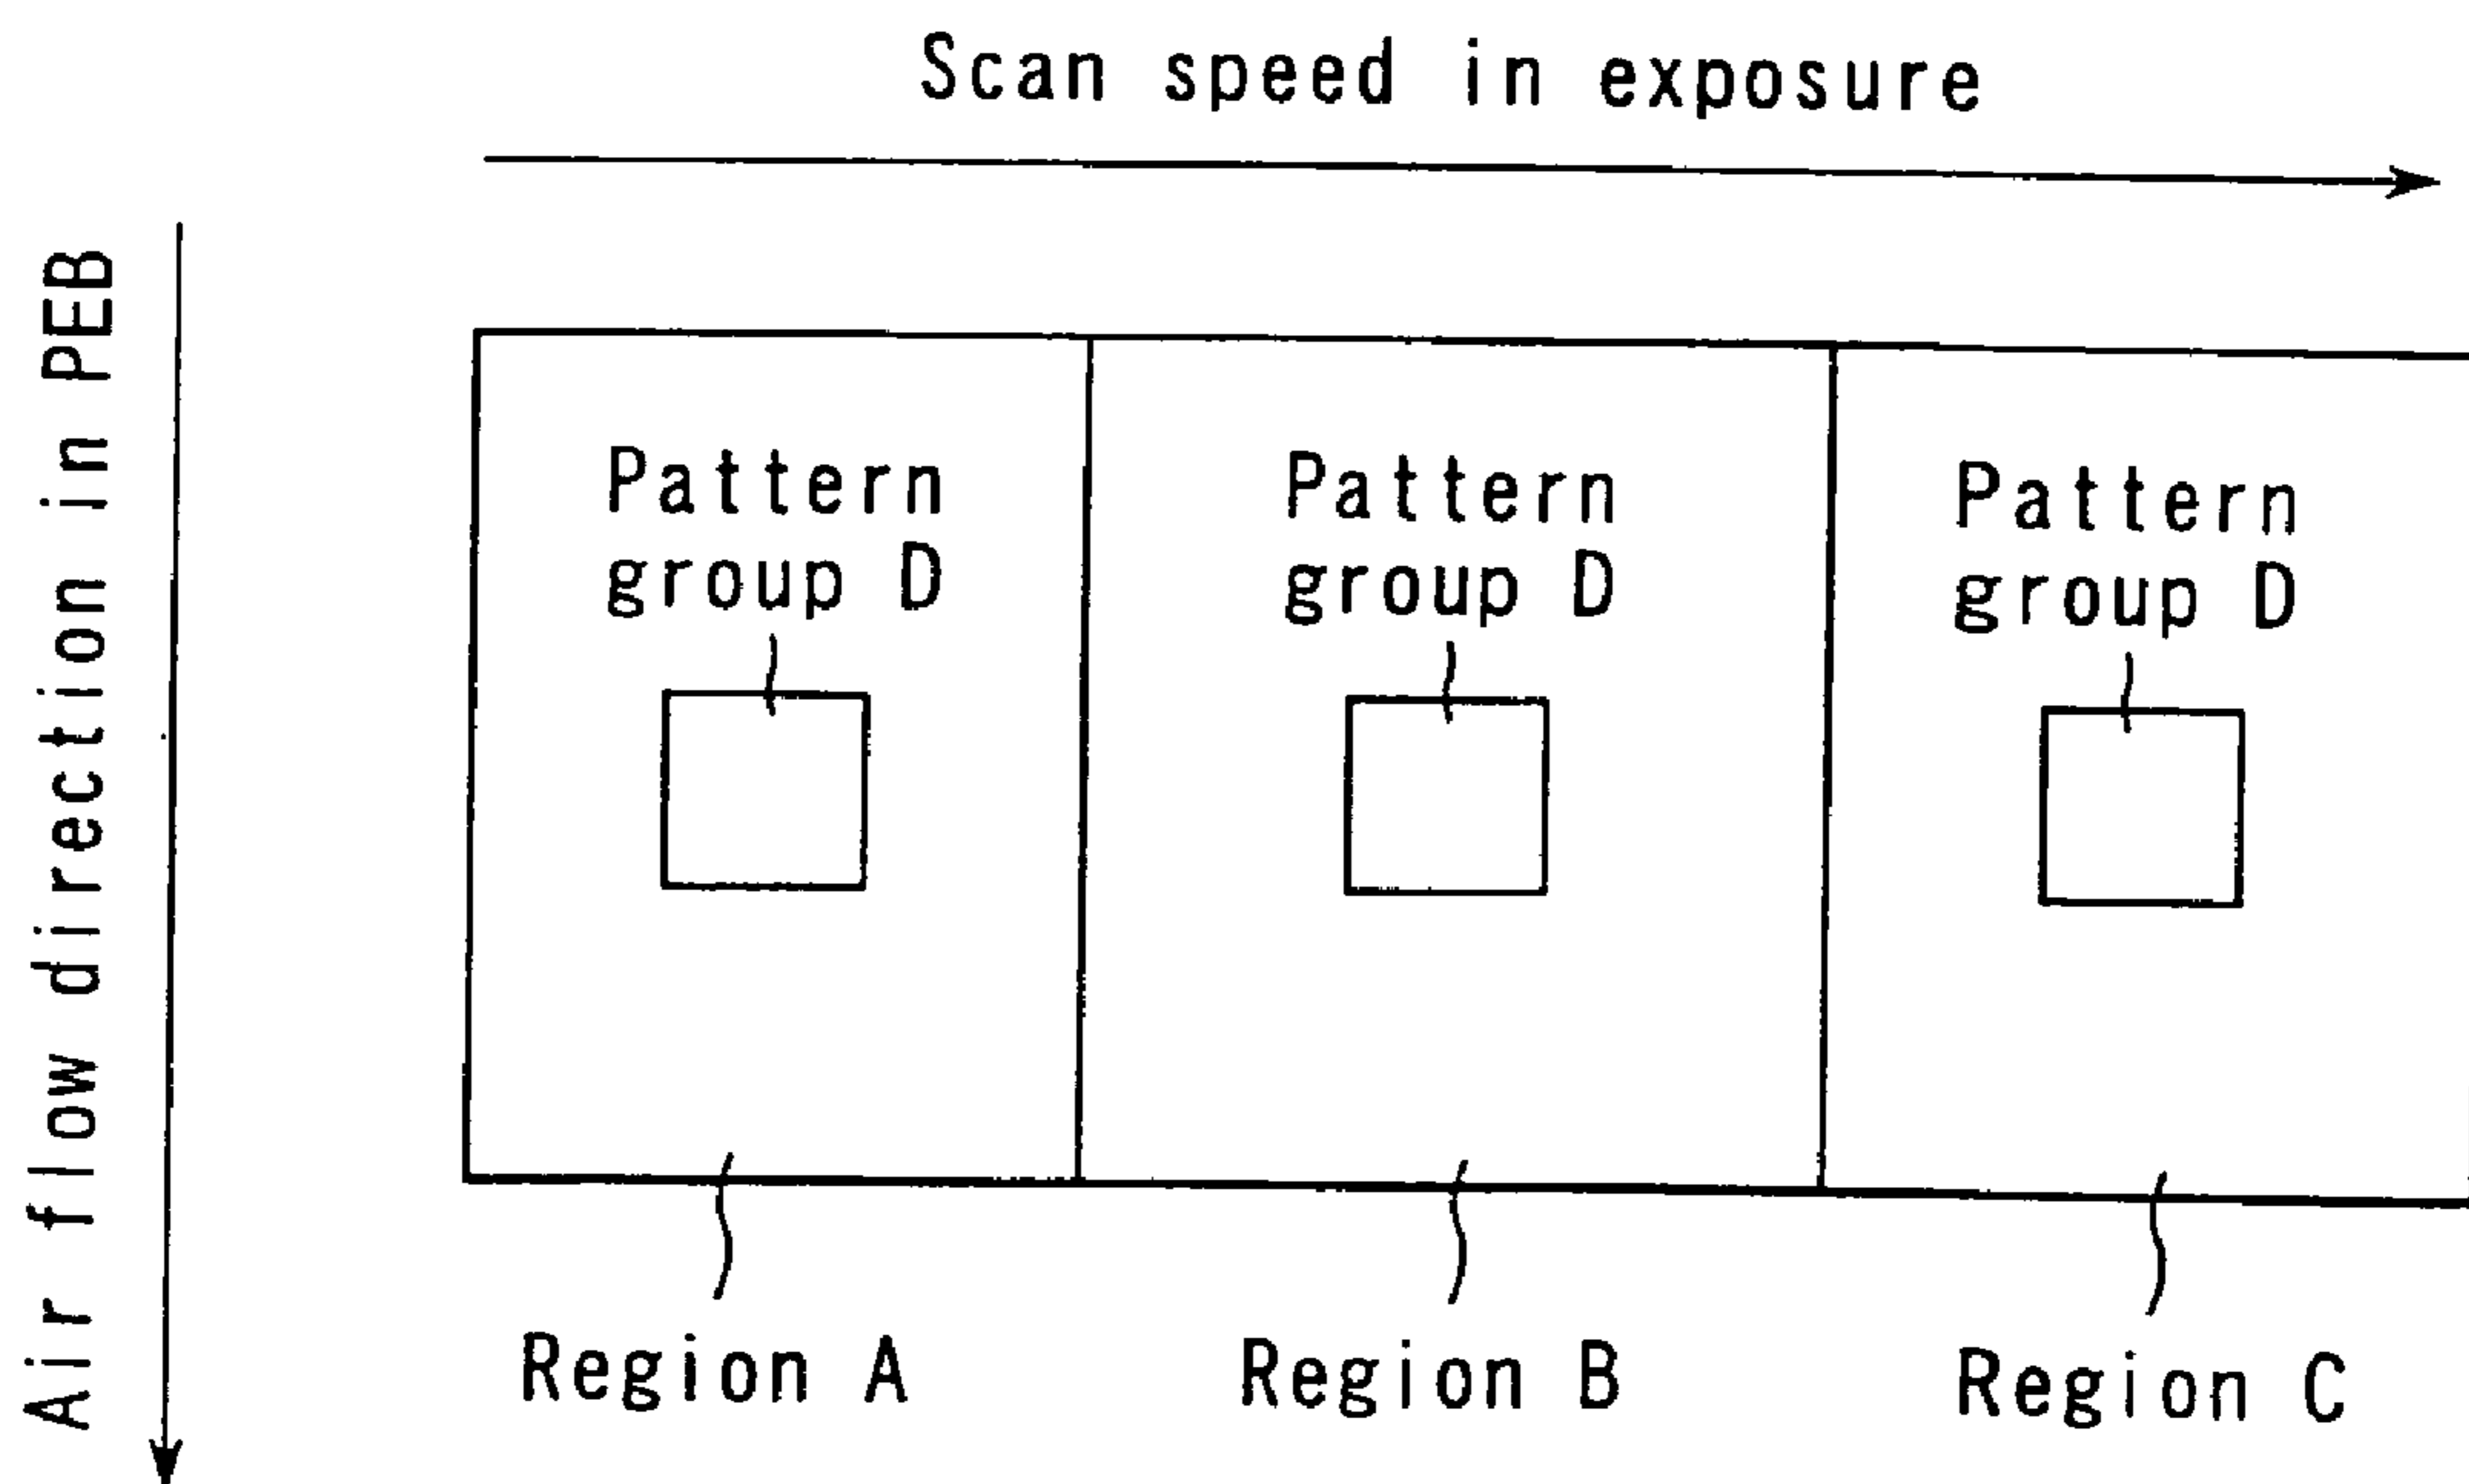 Scan speed in exposure
Air flow direction in PEB
Pattern
group D
Pattern
group D
Pattern
group D
Region A
Region B
Region C